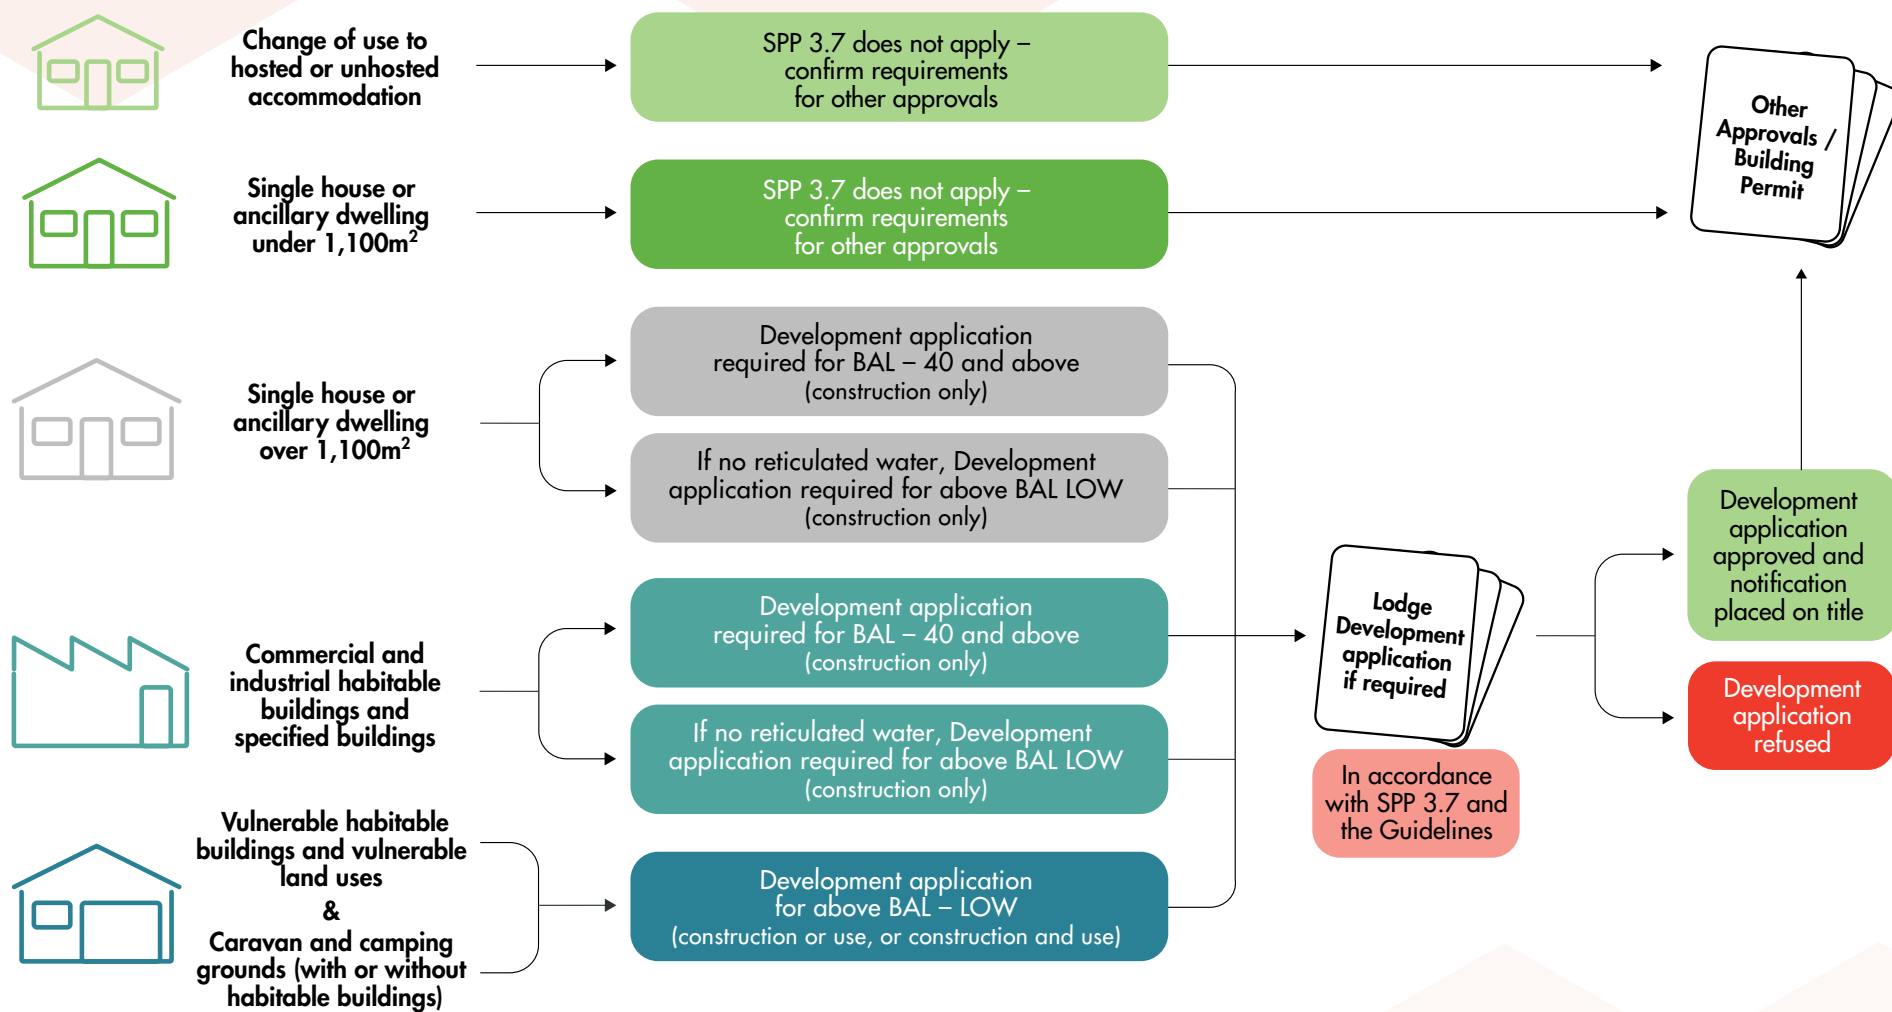 Change of use to
hosted or unhosted
accommodation
SPP 3.7 does not apply –
confirm requirements
for other approvals
Single house or
ancillary dwelling
under 1,100m²
SPP 3.7 does not apply –
confirm requirements
for other approvals
Other
Approvals /
Building
Permit
Single house or
ancillary dwelling
over 1,100m²
Development application
required for BAL – 40 and above
(construction only)
If no reticulated water, Development
application required for above BAL LOW
(construction only)
Commercial and
industrial habitable
buildings and
specified buildings
Development application
required for BAL – 40 and above
(construction only)
If no reticulated water, Development
application required for above BAL LOW
(construction only)
Vulnerable habitable
buildings and vulnerable
land uses
&
Caravan and camping
grounds (with or without
habitable buildings)
Development application
for above BAL – LOW
(construction or use, or construction and use)
Lodge
Development
application
if required
In accordance
with SPP 3.7 and
the Guidelines
Development
application
approved and
notification
placed on title
Development
application
refused